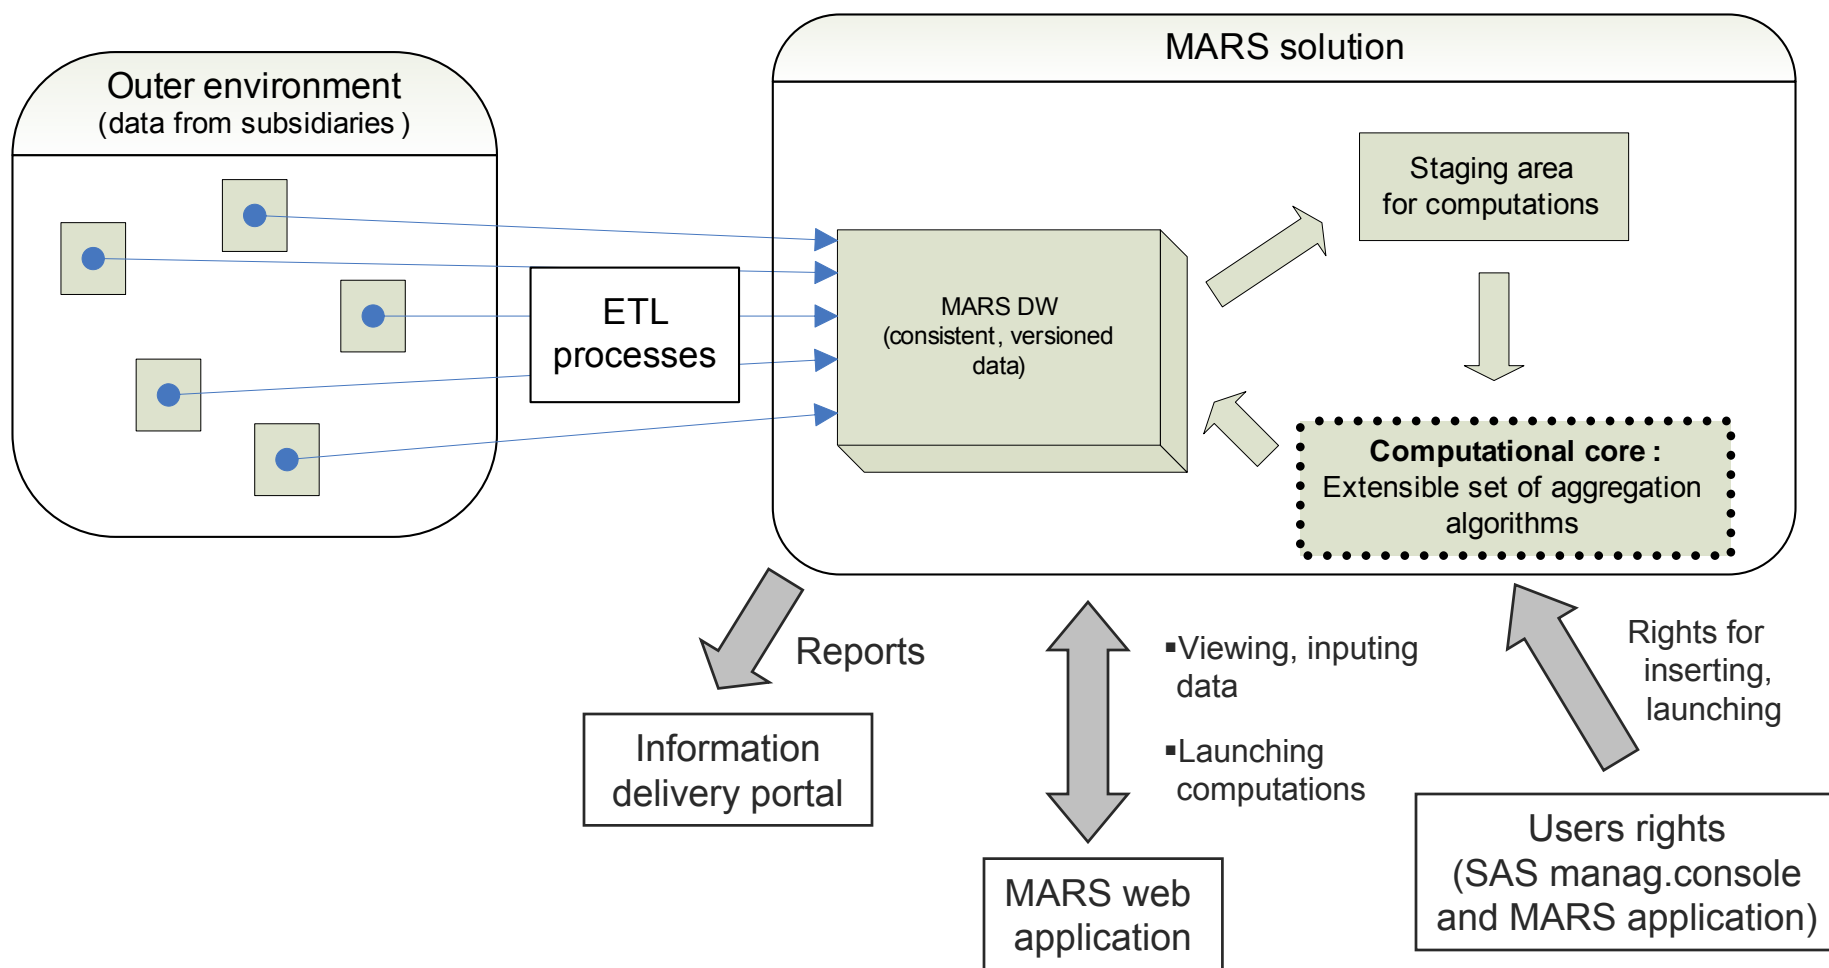 MARS solution
Outer environment
(data from subsidiaries )
Staging area
for computations
ETL
processes
MARS DW
(consistent, versioned
data)
Computational core :
Extensible set of aggregation
algorithms
Reports
▪Viewing, inputing
data
▪Launching
computations
Rights for
inserting,
launching
Information
delivery portal
MARS web
application
Users rights
(SAS manag.console
and MARS application)